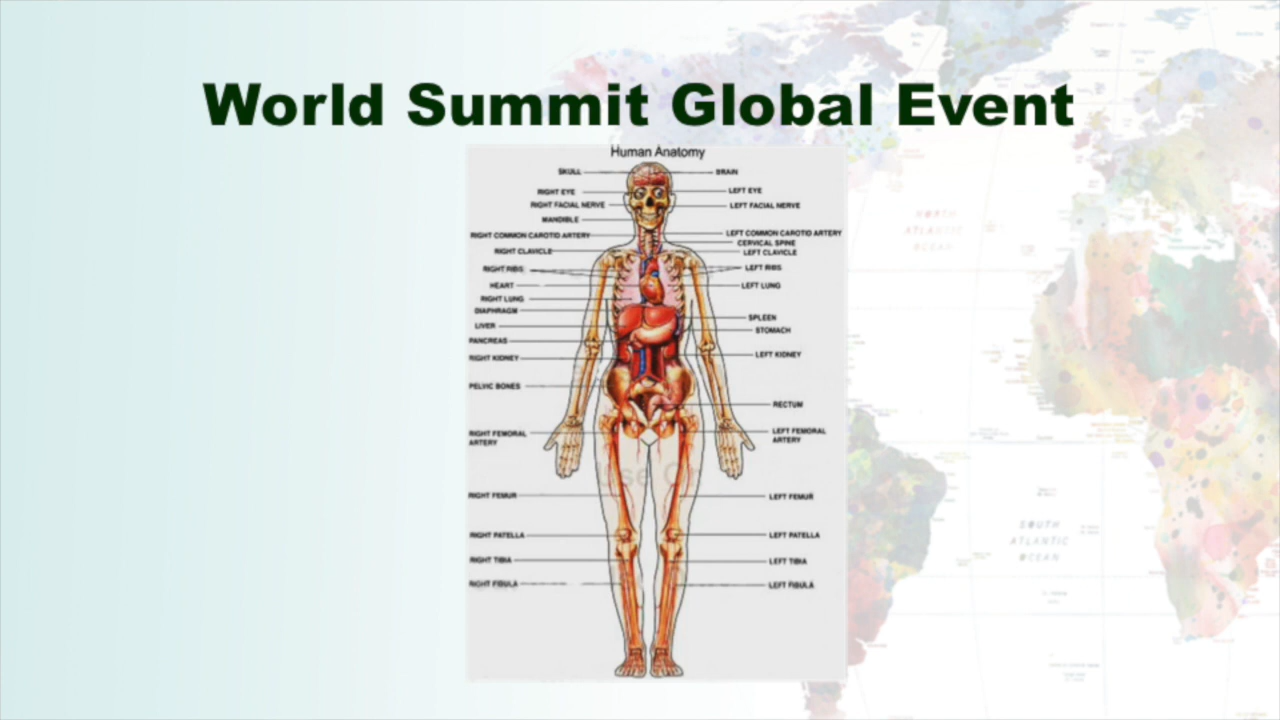 World Summit Global Event
Human Anatomy
SKULL
BRAIN
RIGHT EYE
LEFT EYE
RIGHT FACIAL NERVE
LEFT FACIAL NERVE
MANDIBLE
RIGHT COMMON CAROTID ARTERY
LEFT COMMON CAROTID ARTERY
CERVICAL SPINE
RIGHT CLAVICLE
LEFT CLAVICLE
RIGHT RIBS
LEFT RIBS
HEART
LEFT LUNG
RIGHT LUNG
DIAPHRAGM
SPLEEN
LIVER
STOMACH
PANCREAS
RIGHT KIDNEY
LEFT KIDNEY
PELVIC BONES
RECTUM
RIGHT FEMORAL
ARTERY
LEFT FEMORAL
ARTERY
RIGHT FEMUR
LEFT FEMUR
RIGHT PATELLA
LEFT PATELLA
RIGHT TIBIA
LEFT TIBIA
RIGHT FIBULA
LEFT FIBULA
NORTH
ATLANTIC
OCEAN
SOUTH
ATLANTIC
OCEAN